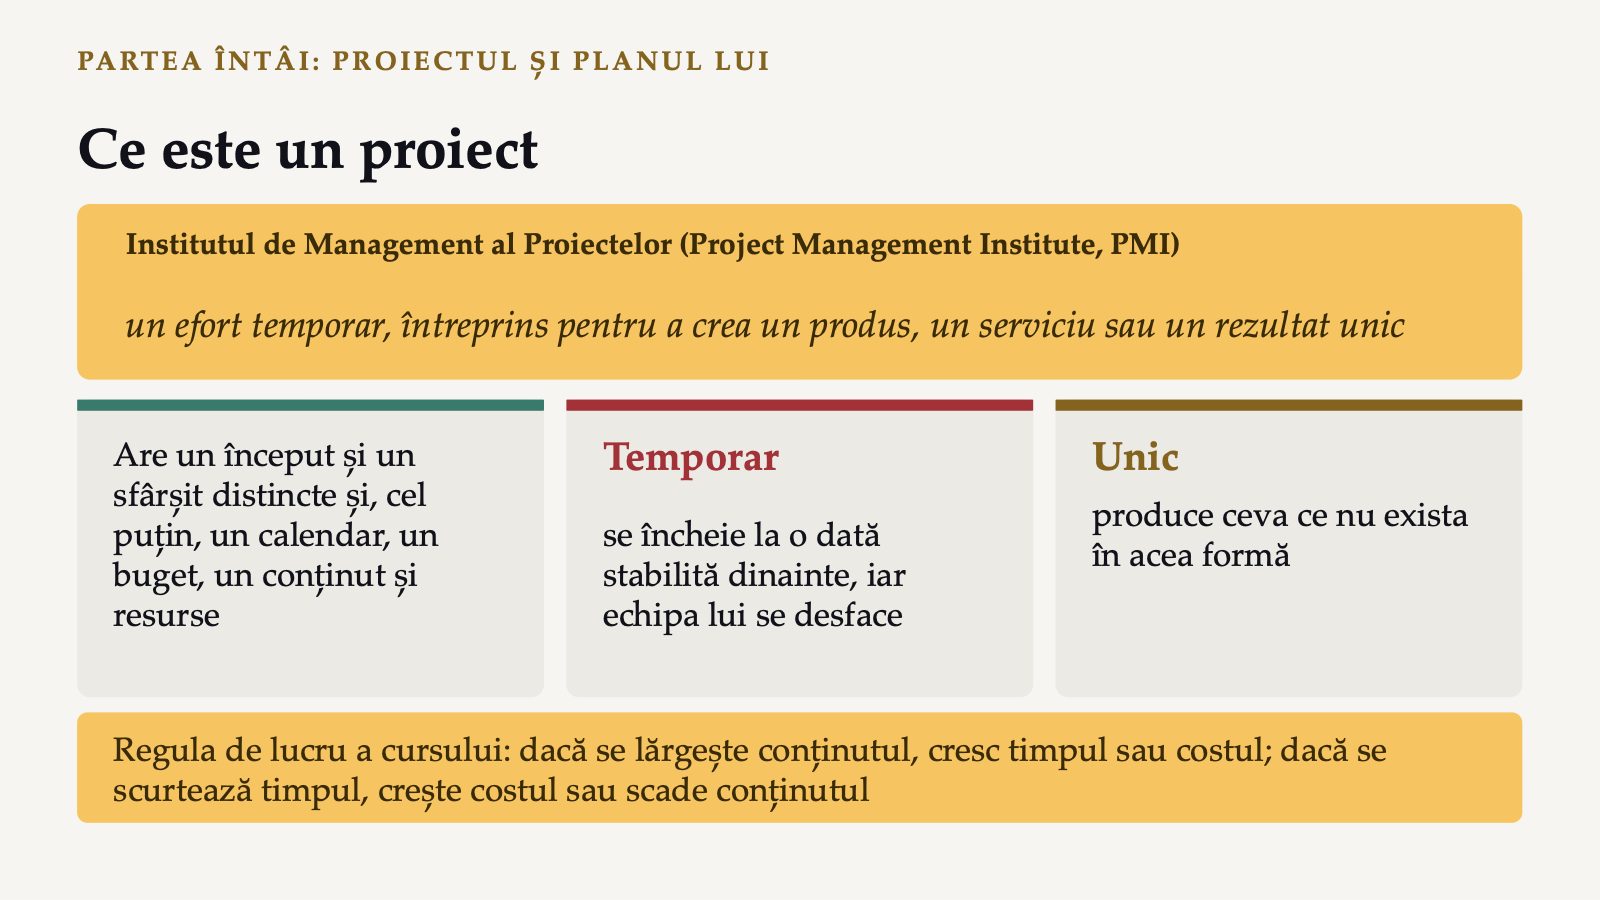 PARTEA ÎNTÂI: PROIECTUL ȘI PLANUL LUI
Ce este un proiect
Institutul de Management al Proiectelor (Project Management Institute, PMI)
un efort temporar, întreprins pentru a crea un produs, un serviciu sau un rezultat unic
Are un început și un
sfârșit distincte și, cel
puțin, un calendar, un
buget, un conținut și
resurse
Temporar
se încheie la o dată
stabilită dinainte, iar
echipa lui se desface
Unic
produce ceva ce nu exista
în acea formă
Regula de lucru a cursului: dacă se lărgește conținutul, cresc timpul sau costul; dacă se
scurtează timpul, crește costul sau scade conținutul